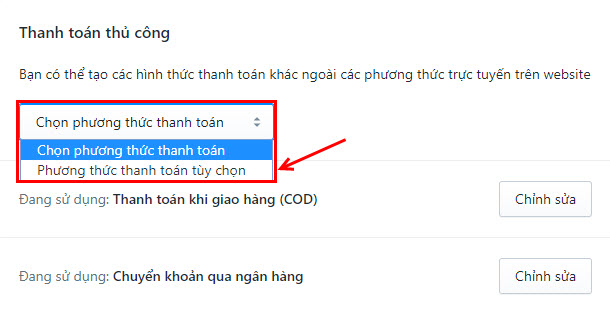 Thanh toán thủ công
Bạn có thể tạo các hình thức thanh toán khác ngoài các phương thức trực tuyến trên website
Chọn phương thức thanh toán
Chọn phương thức thanh toán
Phương thức thanh toán tùy chọn
Đang sử dụng: Thanh toán khi giao hàng (COD)
Chỉnh sửa
Đang sử dụng: Chuyển khoản qua ngân hàng
Chỉnh sửa